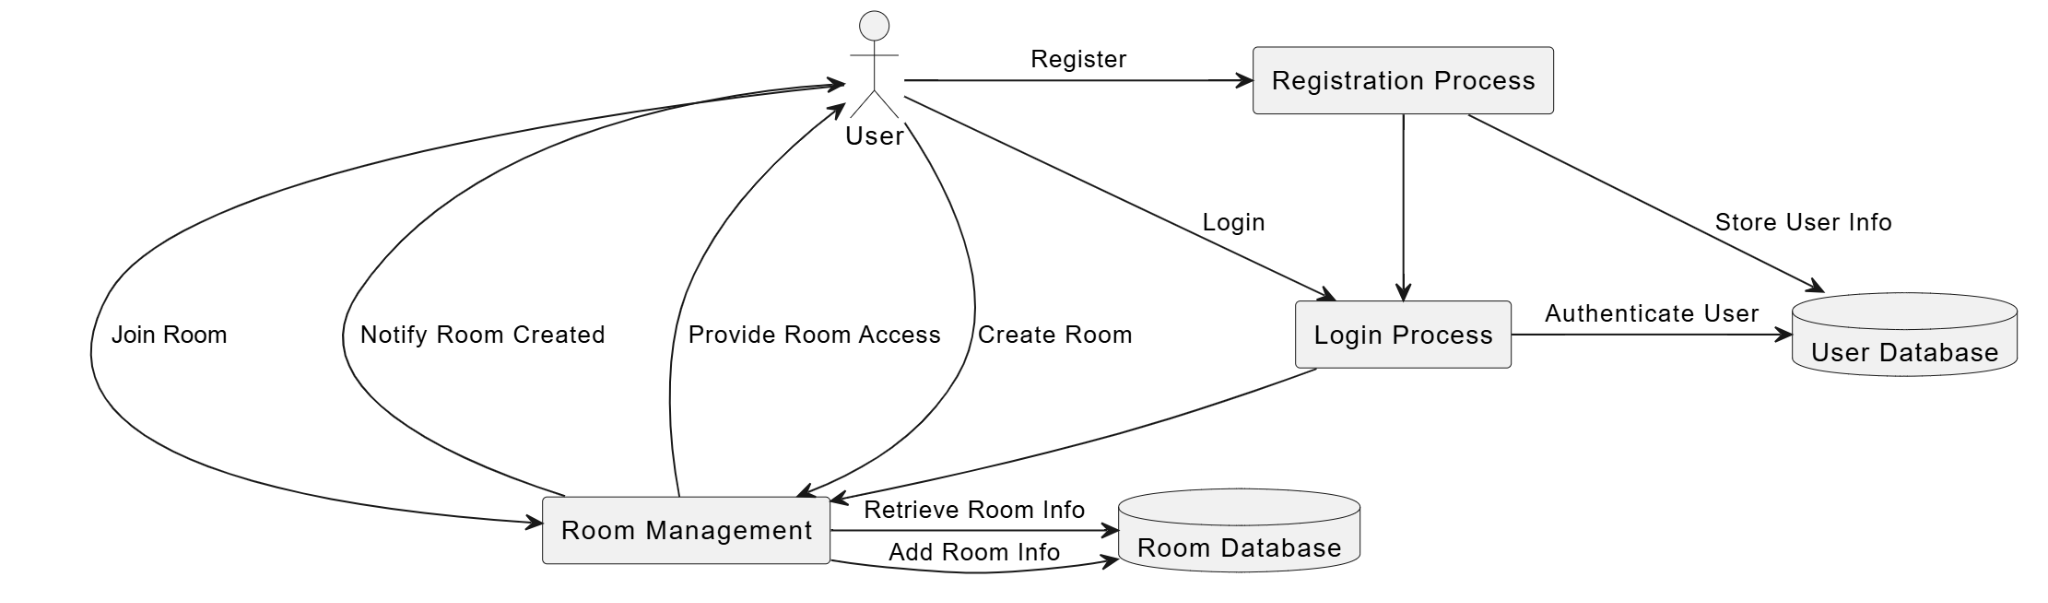 Register
Registration Process
User
Login
Store User Info
Join Room
Notify Room Created
Provide Room Access
Create Room
Login Process
Authenticate User
User Database
Room Management
Retrieve Room Info
Add Room Info
Room Database